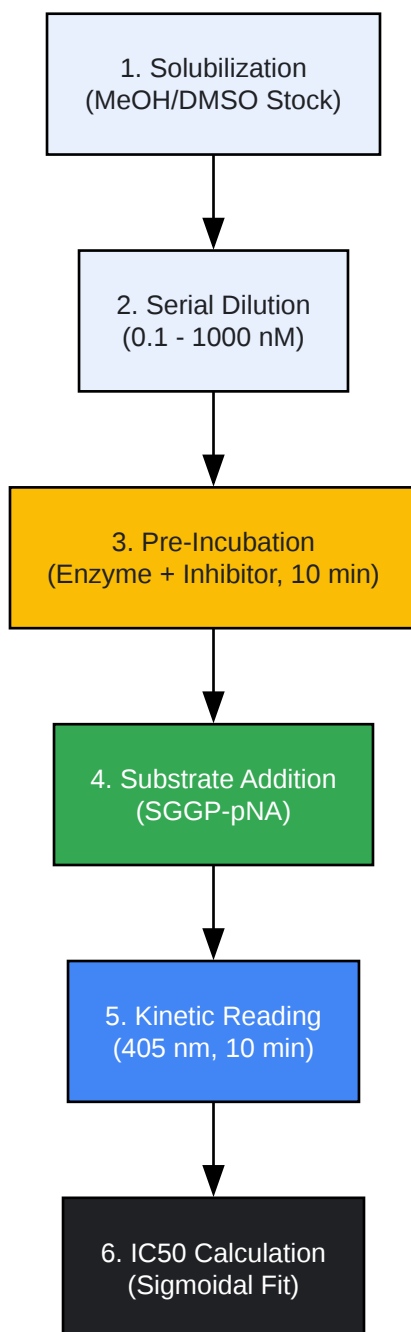 1. Solubilization
(MeOH/DMSO Stock)
2. Serial Dilution
(0.1 - 1000 nM)
3. Pre-Incubation
(Enzyme + Inhibitor, 10 min)
4. Substrate Addition
(SGGP-pNA)
5. Kinetic Reading
(405 nm, 10 min)
6. IC50 Calculation
(Sigmoidal Fit)